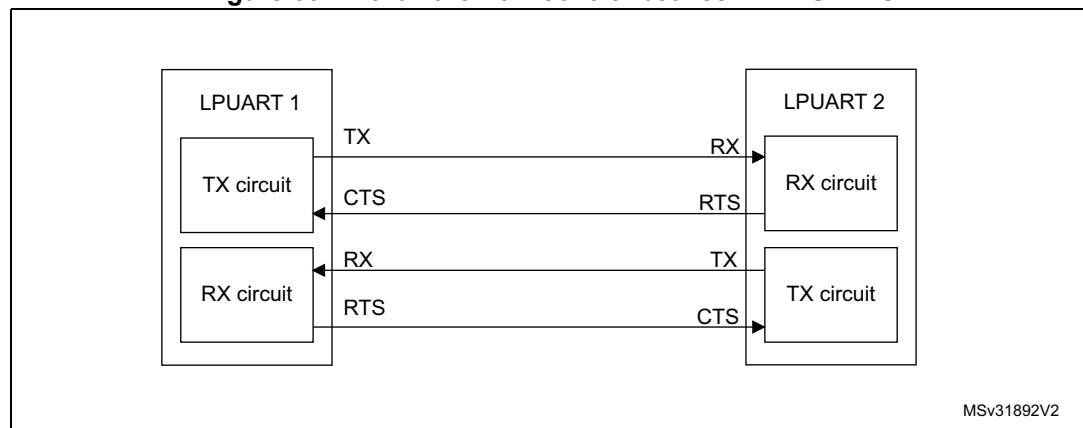 LPUART 1
LPUART 2
TX
RX
TX circuit
RX circuit
CTS
RTS
RX
TX
RX circuit
TX circuit
RTS
CTS
MSv31892V2